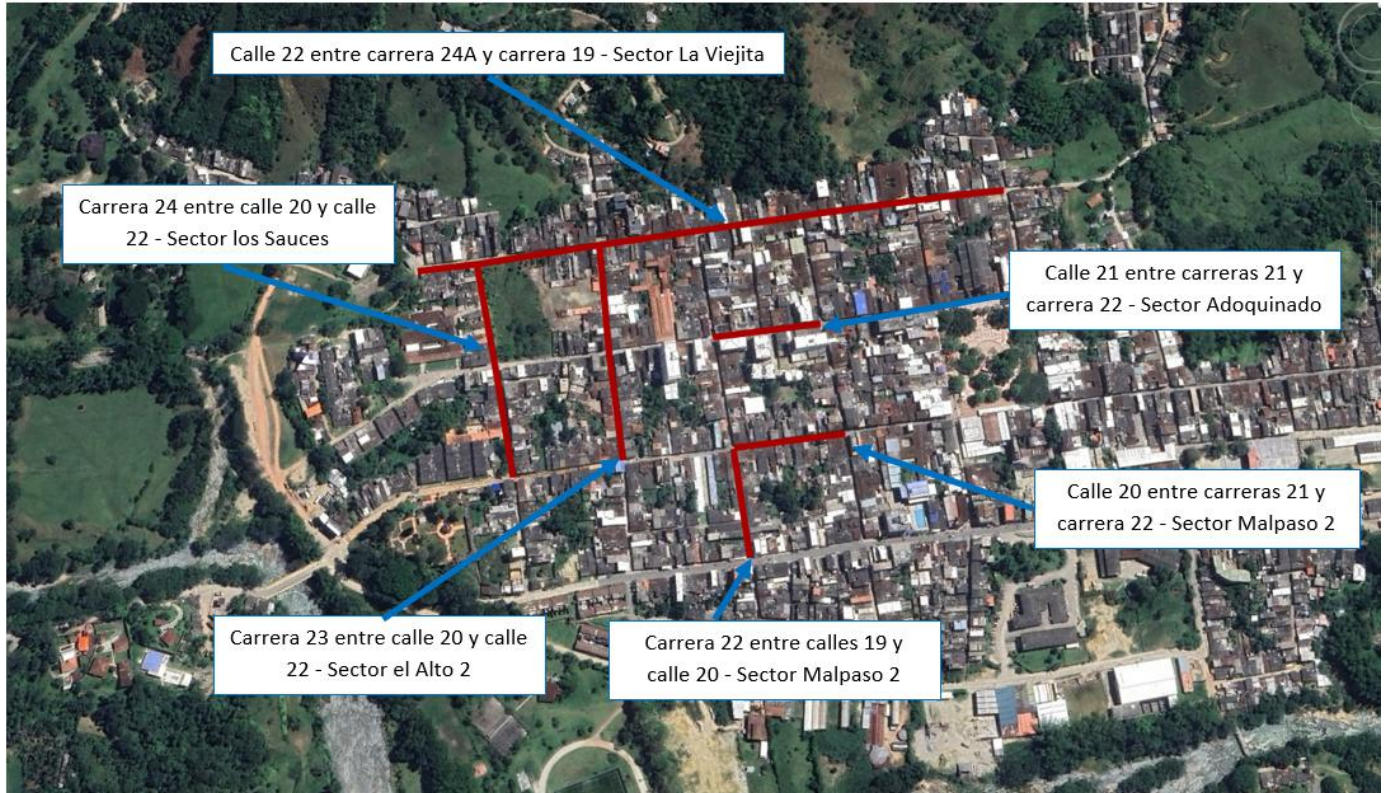 Calle 22 entre carrera 24A y carrera 19 - Sector La Viejita
Carrera 24 entre calle 20 y calle
22 - Sector los Sauces
Calle 21 entre carreras 21 y
carrera 22 - Sector Adoquinado
Calle 20 entre carreras 21 y
carrera 22 - Sector Malpaso 2
Carrera 23 entre calle 20 y calle
22 - Sector el Alto 2
Carrera 22 entre calles 19 y
calle 20 - Sector Malpaso 2